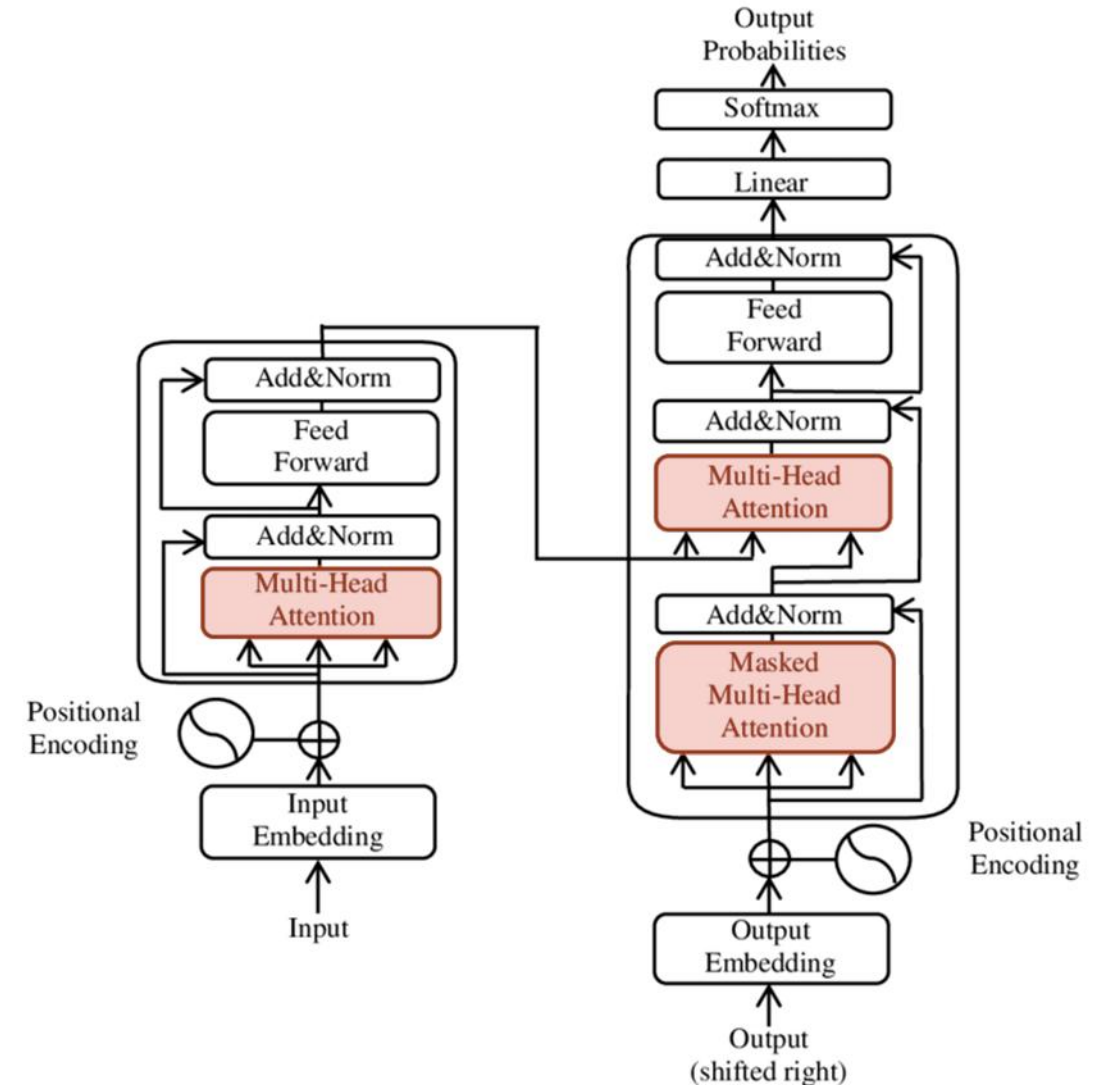 Output
Probabilities
Softmax
Linear
Add&Norm
Feed
Forward
Add&Norm
Multi-Head
Attention
Add&Norm
Masked
Multi-Head
Attention
Positional
Encoding
Output
Embedding
Output
(shifted right)
Add&Norm
Feed
Forward
Add&Norm
Multi-Head
Attention
Positional
Encoding
Input
Embedding
Input